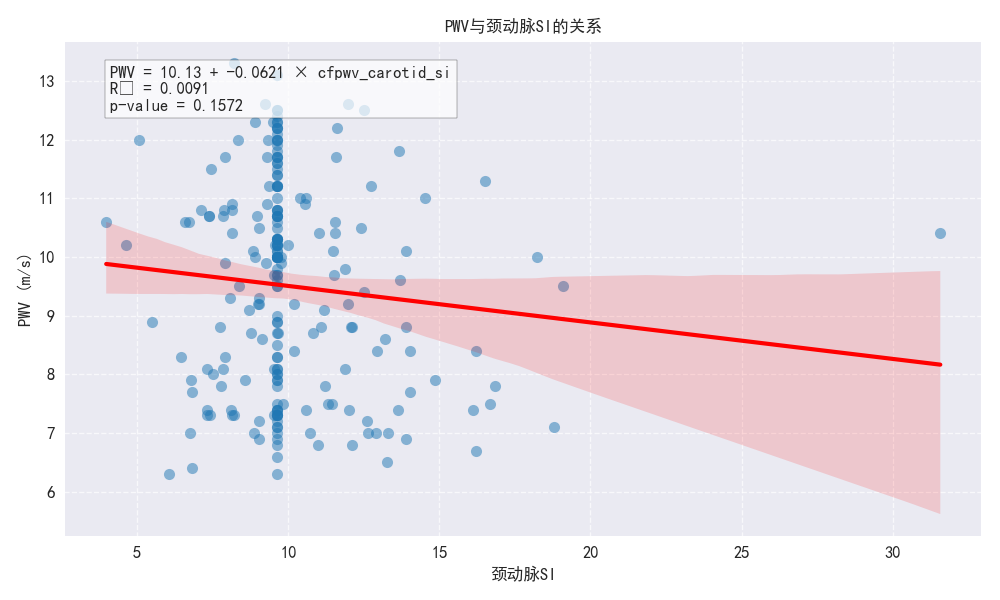 PWV与颈动脉SI的关系
PWV = 10.13 + -0.0621 × cfpwv_carotid_si
R□ = 0.0091
p-value = 0.1572
PWV (m/s)
13
12
11
10
9
8
7
6
5
10
15
20
25
30
颈动脉SI